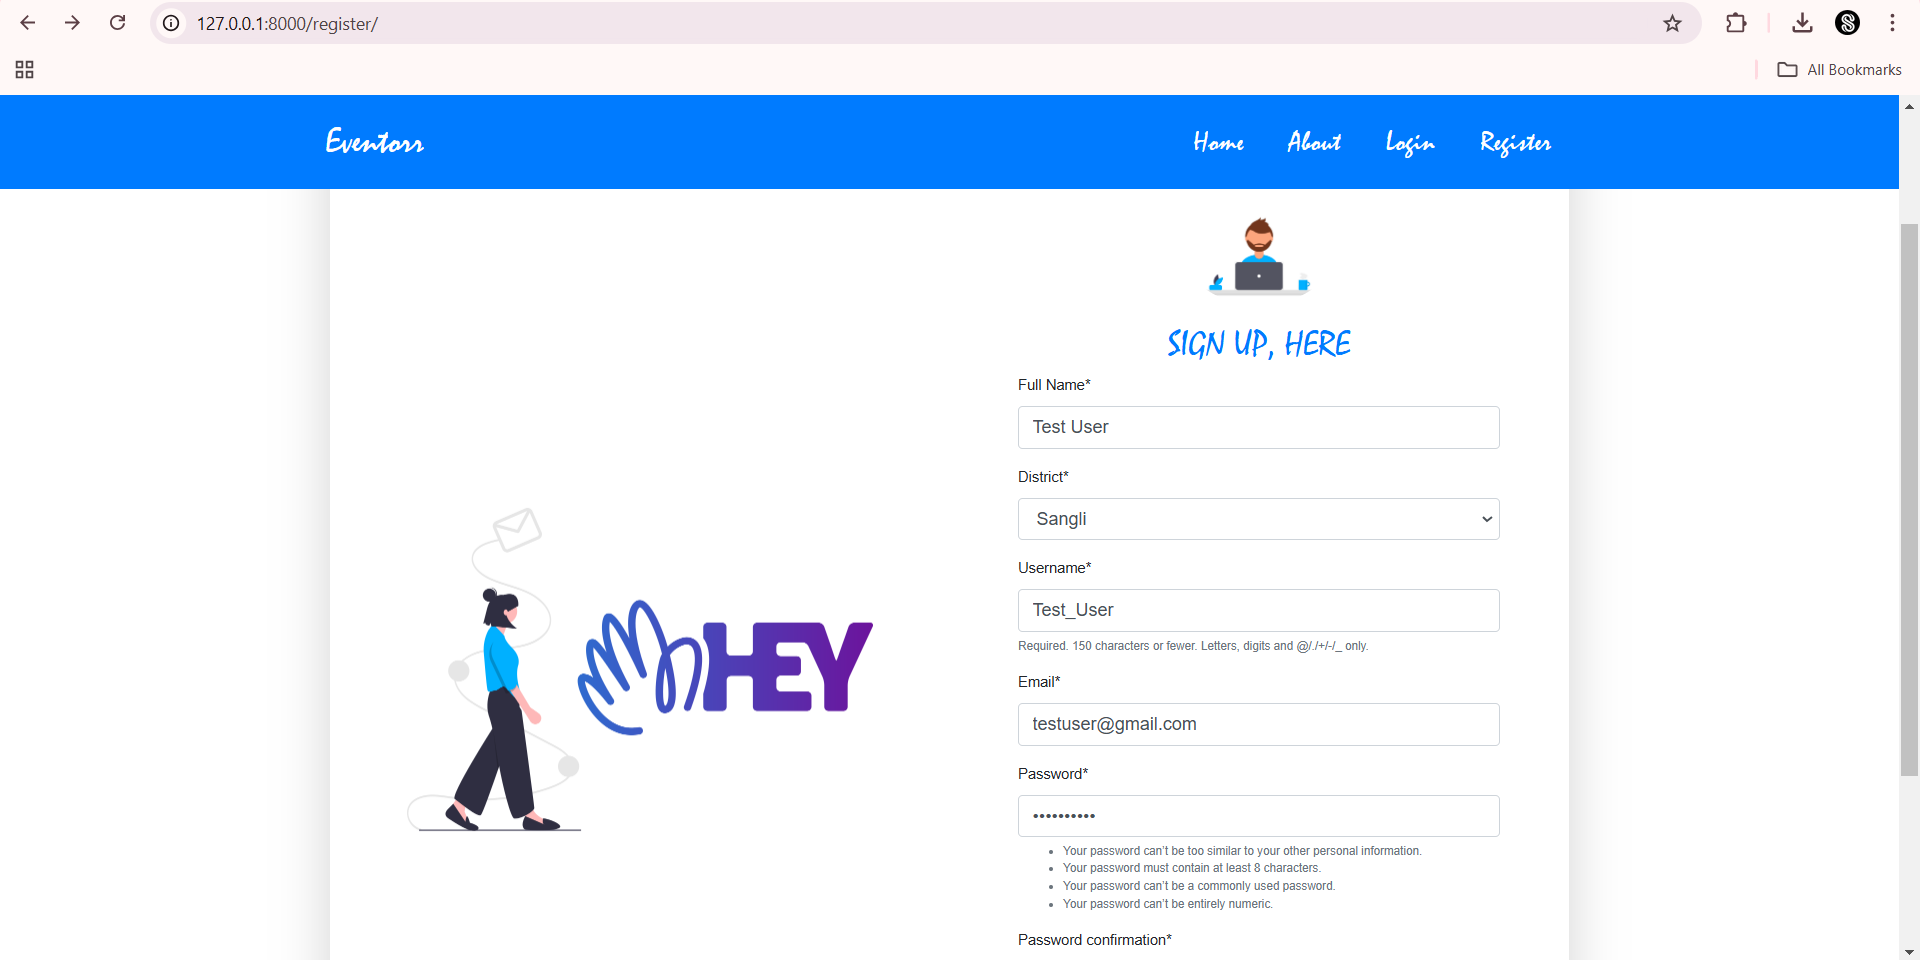 127.0.0.1:8000/register/
All Bookmarks
Eventorr
Home About Login Register
SIGN UP, HERE
Full Name*
Test User
District*
Sangli
Username*
Test_User
Required. 150 characters or fewer. Letters, digits and @/./+/-/_ only.
Email*
testuser@gmail.com
HEY
Password*
••••••••••
Your password can't be too similar to your other personal information.
Your password must contain at least 8 characters.
Your password can't be a commonly used password.
Your password can't be entirely numeric.
Password confirmation*